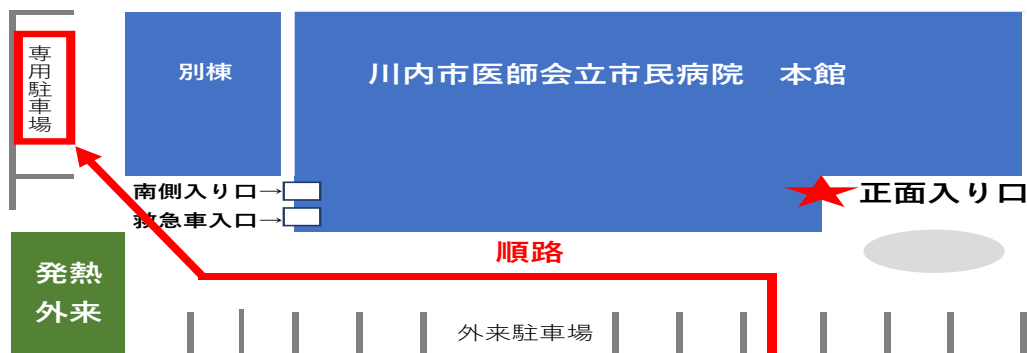 専用駐車場
別棟
川内市医師会立市民病院　本館
南側入り口→
救急車入口→
正面入り口
順路
発熱
外来
外来駐車場